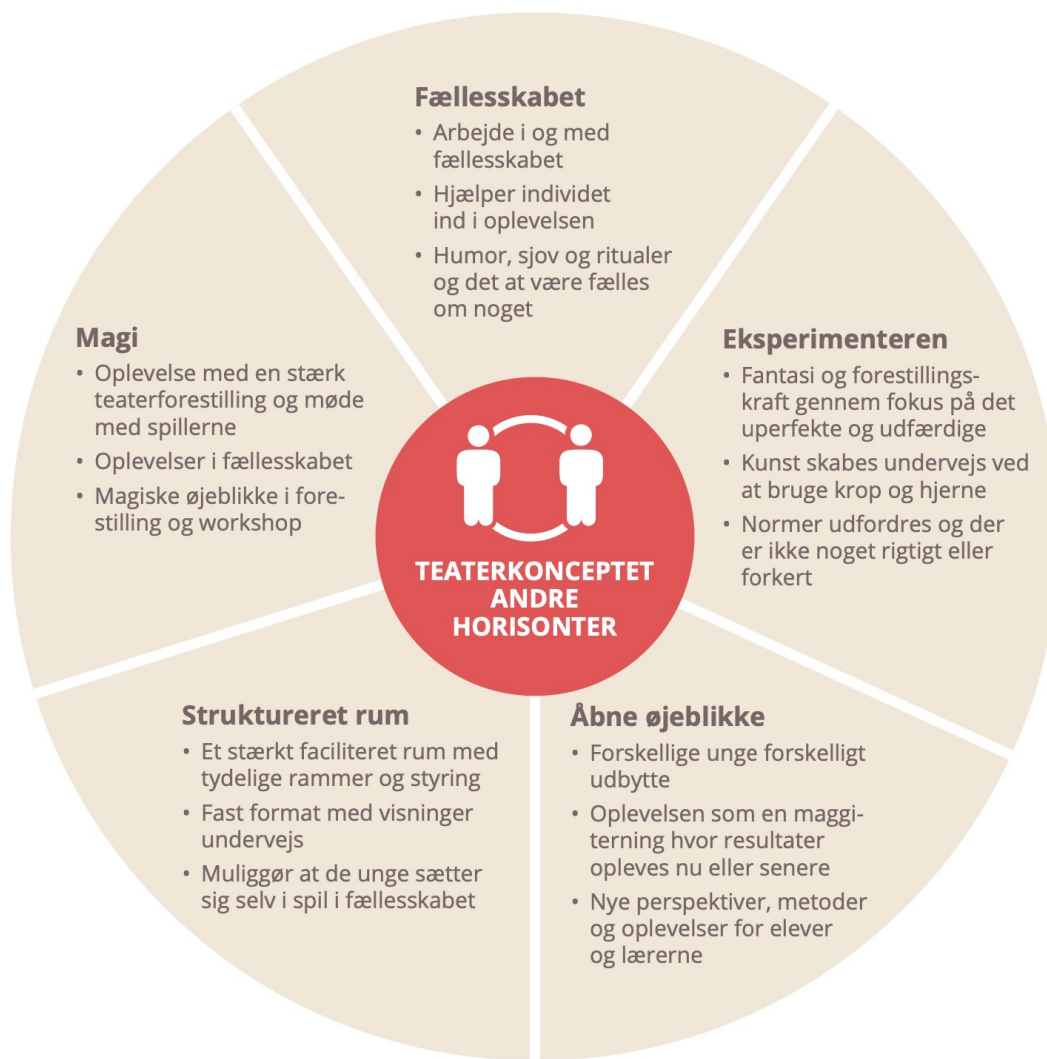 Fællesskabet
• Arbejde i og med
fællesskabet
• Hjælper individet
ind i oplevelsen
• Humor, sjov og ritualer
og det at være fælles
om noget
Eksperimenteren
• Fantasi og forestillings-
kraft gennem fokus på det
uperfekte og udfærdige
• Kunst skabes undervejs ved
at bruge krop og hjerne
• Normer udfordres og der
er ikke noget rigtigt eller
forkert
Åbne øjeblikke
• Forskellige unge forskelligt
udbytte
• Oplevelsen som en maggi-
terning hvor resultater
opleves nu eller senere
• Nye perspektiver, metoder
og oplevelser for elever
og lærerne
Struktureret rum
• Et stærkt faciliteret rum med
tydelige rammer og styring
• Fast format med visninger
undervejs
• Muliggør at de unge sætter
sig selv i spil i fællesskabet
Magi
• Oplevelse med en stærk
teaterforestilling og møde
med spillerne
• Oplevelser i fællesskabet
• Magiske øjeblikke i fore-
stilling og workshop
TEATERKONCEPTET
ANDRE
HORISONTER